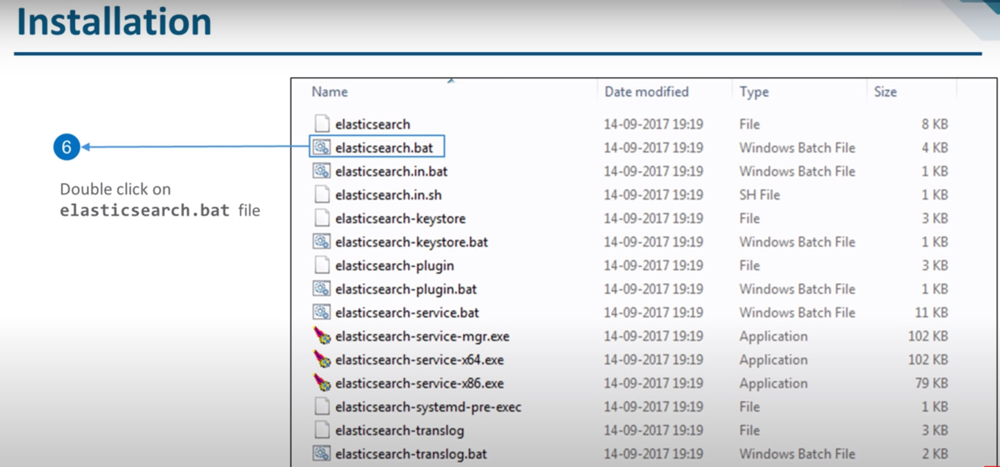 Installation
6
Double click on
elasticsearch.bat file
Name Date modified Type Size
elasticsearch 14-09-2017 19:19 File 8 KB
elasticsearch.bat 14-09-2017 19:19 Windows Batch File 4 KB
elasticsearch.in.bat 14-09-2017 19:19 Windows Batch File 1 KB
elasticsearch.in.sh 14-09-2017 19:19 SH File 1 KB
elasticsearch-keystore 14-09-2017 19:19 File 3 KB
elasticsearch-keystore.bat 14-09-2017 19:19 Windows Batch File 1 KB
elasticsearch-plugin 14-09-2017 19:19 File 3 KB
elasticsearch-plugin.bat 14-09-2017 19:19 Windows Batch File 1 KB
elasticsearch-service.bat 14-09-2017 19:19 Windows Batch File 11 KB
elasticsearch-service-mgr.exe 14-09-2017 19:19 Application 102 KB
elasticsearch-service-x64.exe 14-09-2017 19:19 Application 102 KB
elasticsearch-service-x86.exe 14-09-2017 19:19 Application 79 KB
elasticsearch-systemd-pre-exec 14-09-2017 19:19 File 1 KB
elasticsearch-translog 14-09-2017 19:19 File 3 KB
elasticsearch-translog.bat 14-09-2017 19:19 Windows Batch File 2 KB